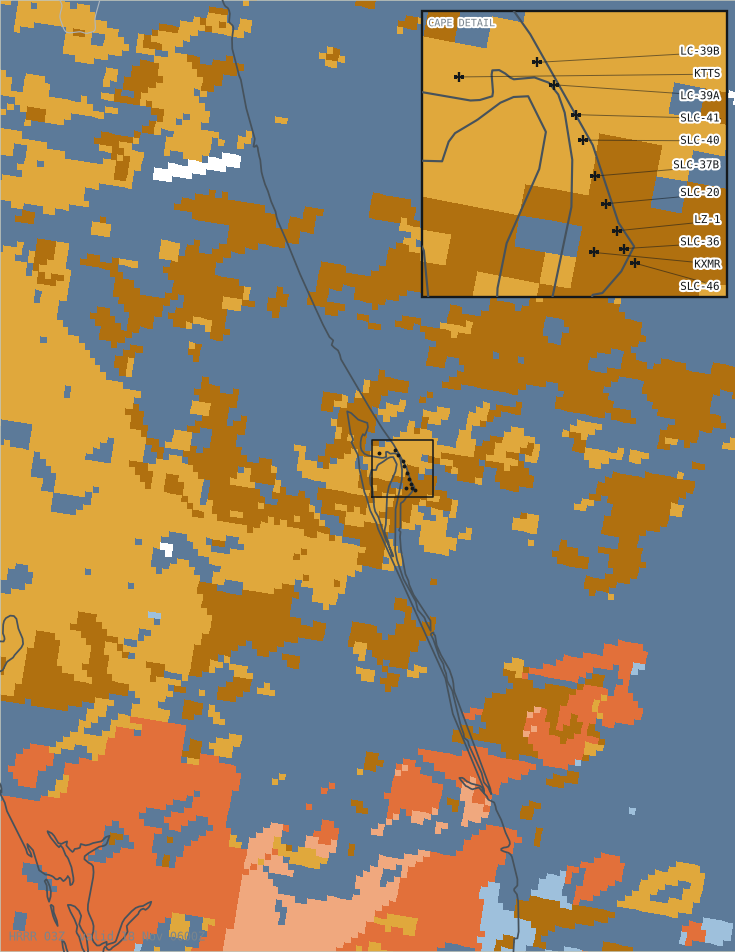 CAPE DETAIL
LC-39B
KTTS
LC-39A
SLC-41
SLC-40
SLC-37B
SLC-20
LZ-1
SLC-36
KXMR
SLC-46